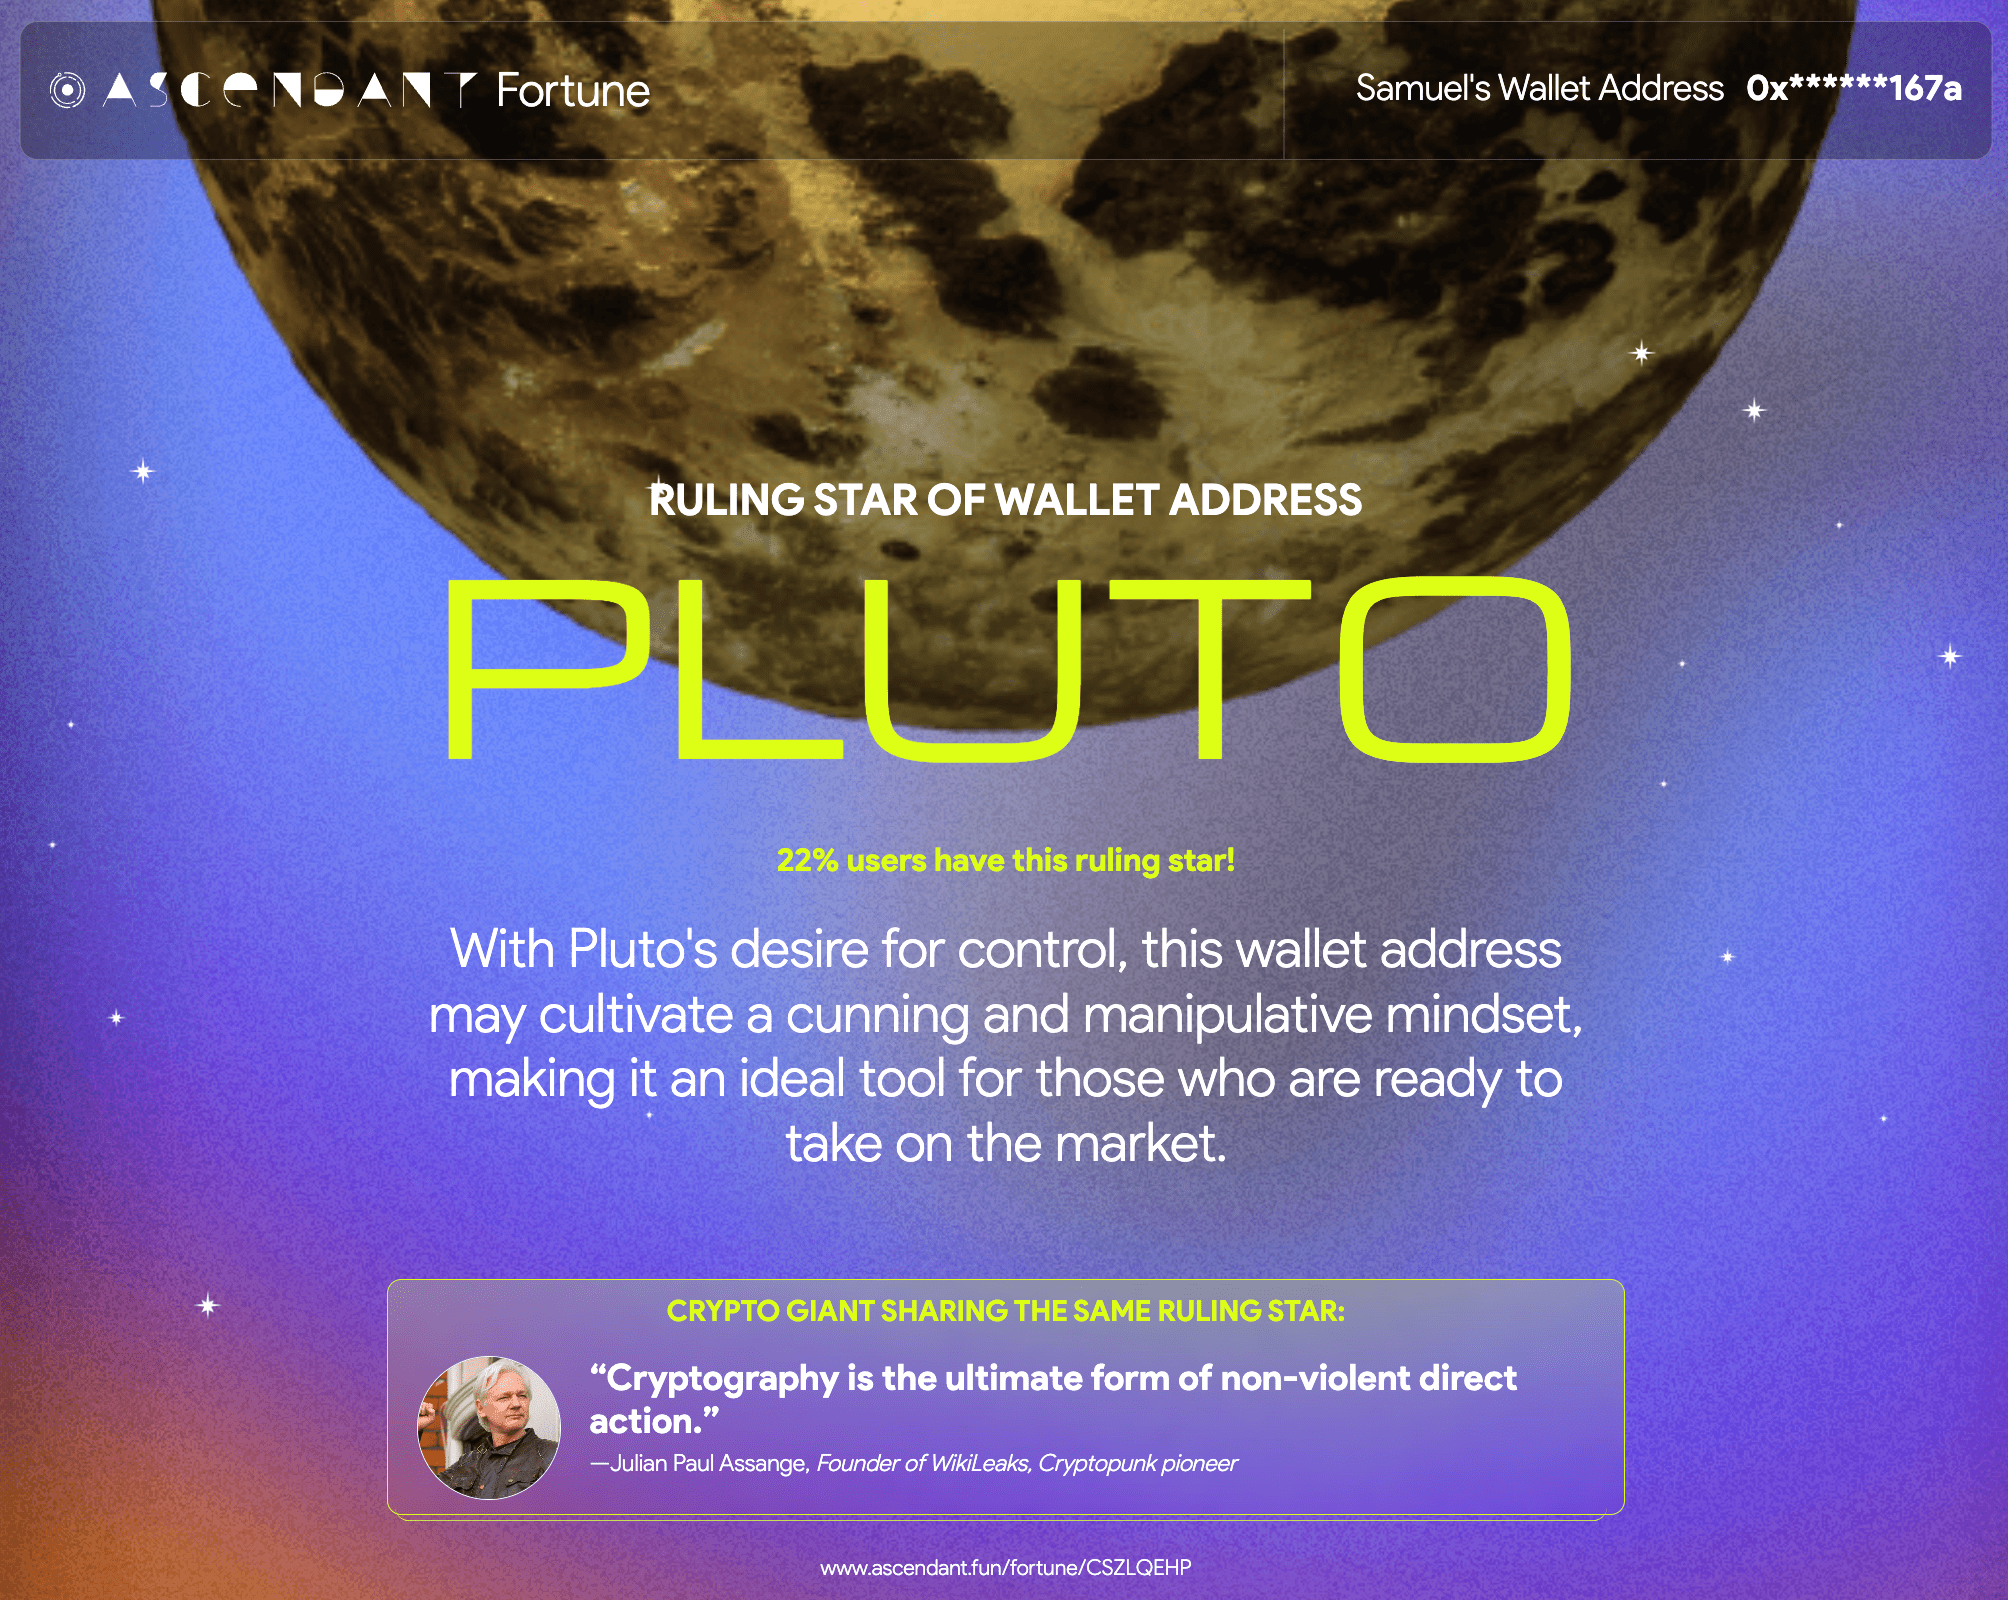 ASCENDANT Fortune
Samuel's Wallet Address 0x******167a
RULING STAR OF WALLET ADDRESS
PLUTO
22% users have this ruling star!
With Pluto's desire for control, this wallet address
may cultivate a cunning and manipulative mindset,
making it an ideal tool for those who are ready to
take on the market.
CRYPTO GIANT SHARING THE SAME RULING STAR:
“Cryptography is the ultimate form of non-violent direct
action.”
—Julian Paul Assange, Founder of WikiLeaks, Cryptopunk pioneer
www.ascendant.fun/fortune/CSZLQEHP